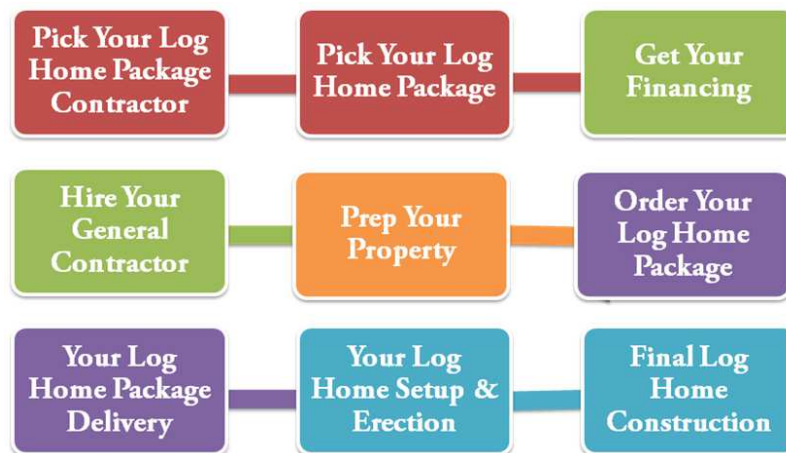 Pick Your Log
Home Package
Contractor
Pick Your Log
Home Package
Get Your
Financing
Hire Your
General
Contractor
Prep Your
Property
Order Your
Log Home
Package
Your Log
Home Package
Delivery
Your Log
Home Setup &
Erection
Final Log
Home
Construction